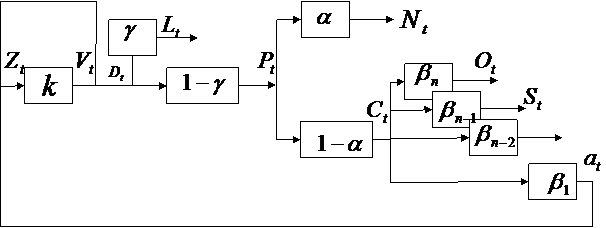 γ L_t
α N_t
Z_t k V_t D_t 1-γ P_t
β_n O_t
C_t β_{n-1} S_t
1-α β_{n-2}
β_1 a_t